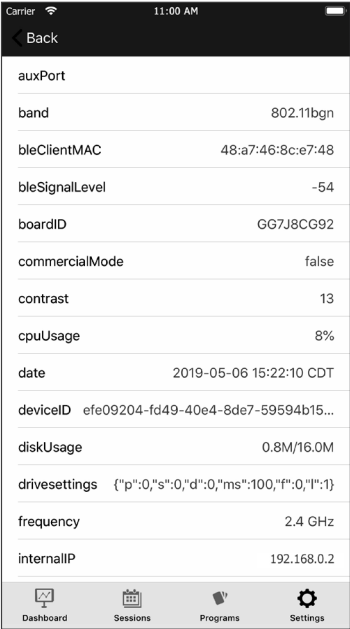 Carrier 11:00 AM
Back
auxPort
band 802.11bgn
bleClientMAC 48:a7:46:8c:e7:48
bleSignalLevel -54
boardID GG7J8CG92
commercialMode false
contrast 13
cpuUsage 8%
date 2019-05-06 15:22:10 CDT
deviceID efe09204-fd49-40e4-8de7-59594b15...
diskUsage 0.8M/16.0M
drivesettings {"p":0,"s":0,"d":0,"ms":100,"f":0,"l":1}
frequency 2.4 GHz
internalIP 192.168.0.2
Dashboard Sessions Programs Settings